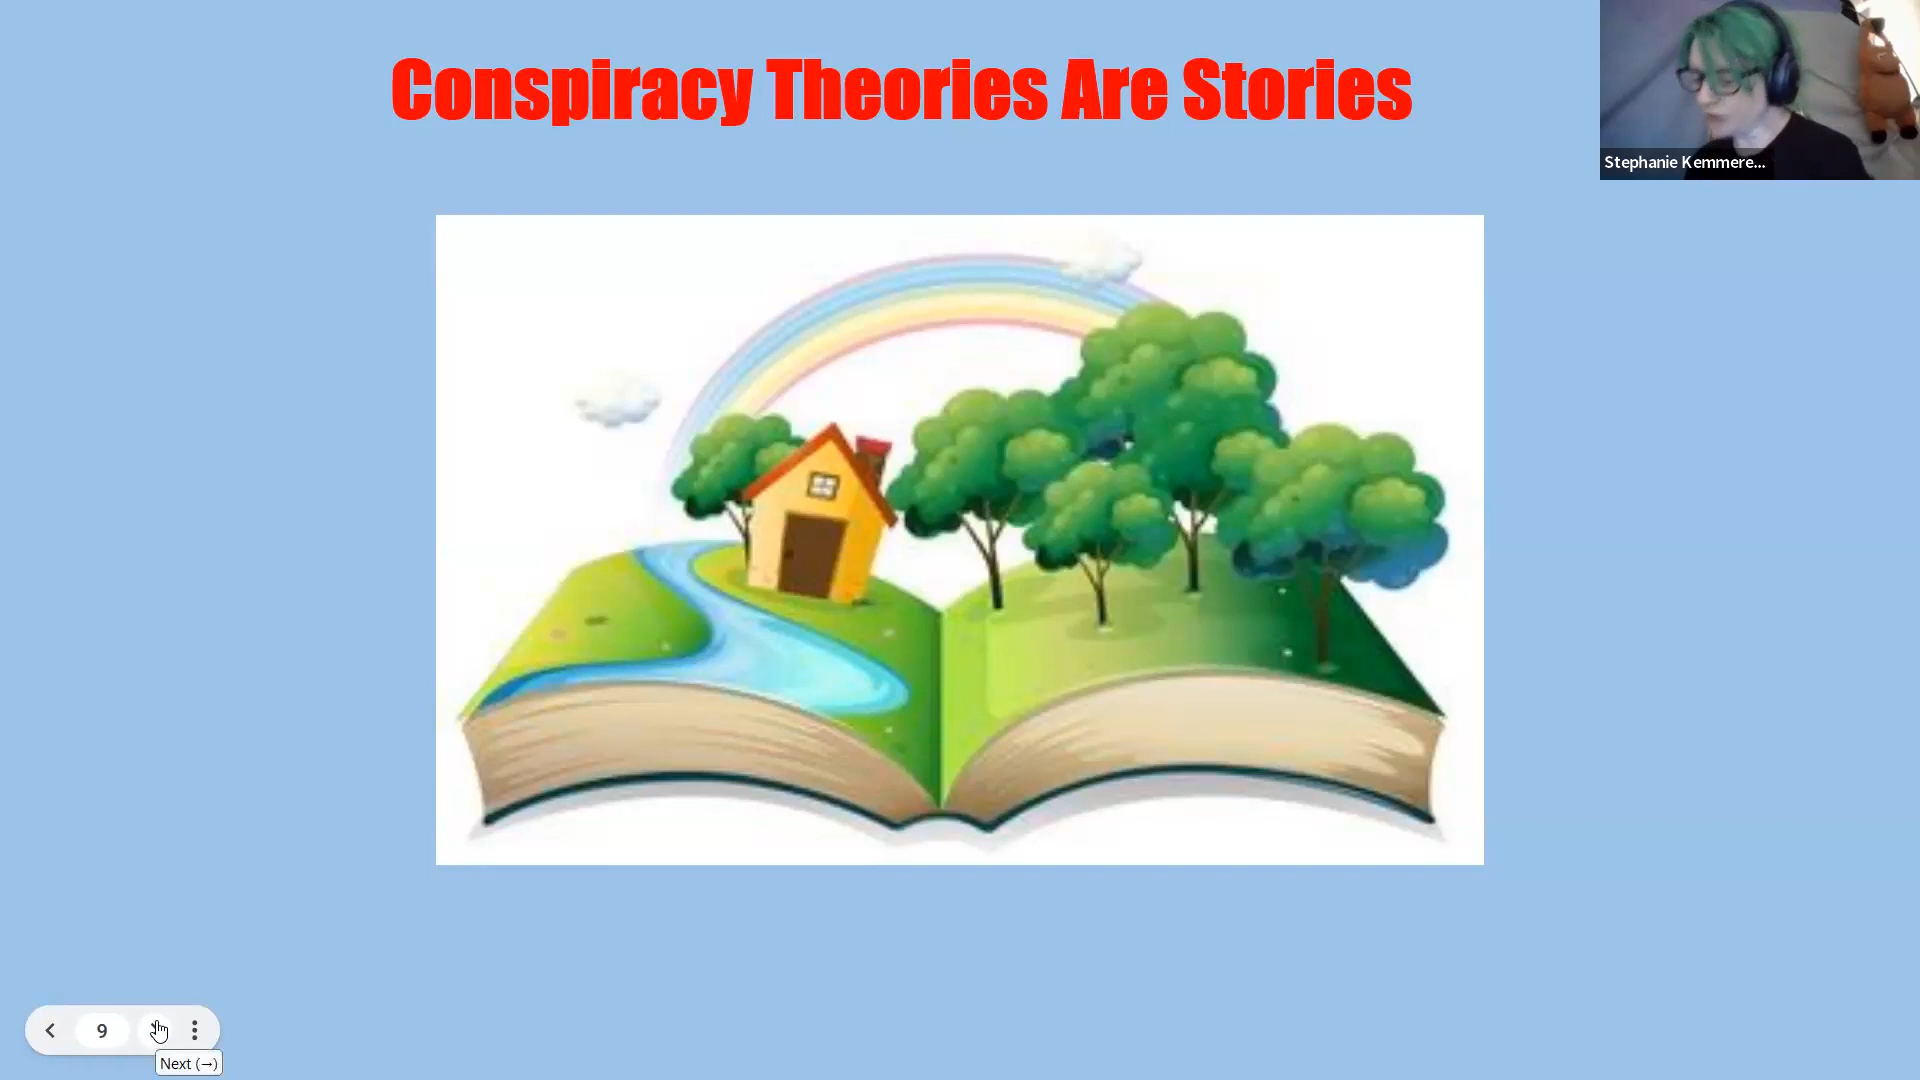 Conspiracy Theories Are Stories
Stephanie Kemmere...
9
Next (→)